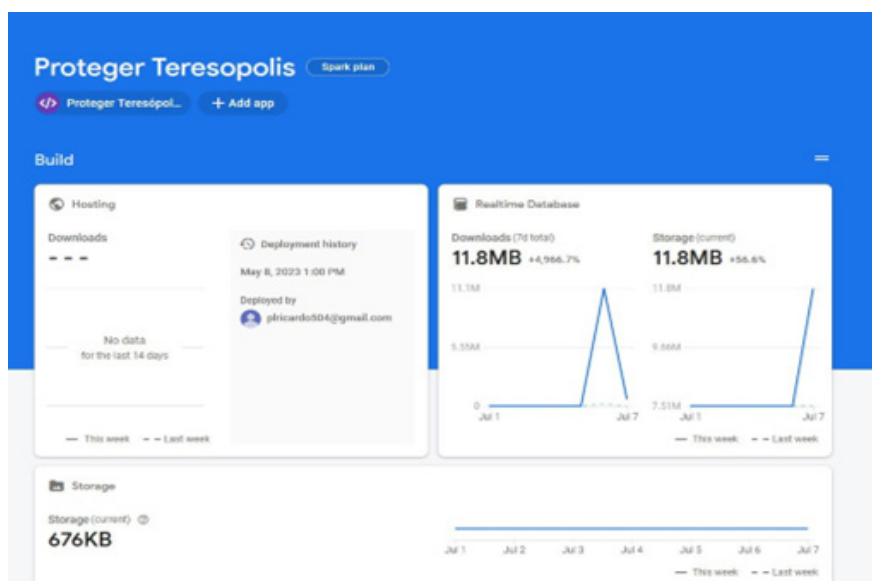 Proteger Teresopolis
Spark plan
</> Proteger Teresópol...
+ Add app
Build
Hosting
Downloads
- - -
No data
for the last 14 days
This week
Last week
Deployment history
May 8, 2023 1:00 PM
Deployed by
plricardo504@gmail.com
Realtime Database
Downloads (7d total)
11.8MB +4,966.7%
11.1M
5.55M
0
Jul 1
Jul 7
Storage (current)
11.8MB +56.6%
11.8M
9.66M
7.51M
Jul 1
Jul 7
This week
Last week
Storage
Storage (current)
676KB
Jul 1
Jul 2
Jul 3
Jul 4
Jul 5
Jul 6
Jul 7
This week
Last week